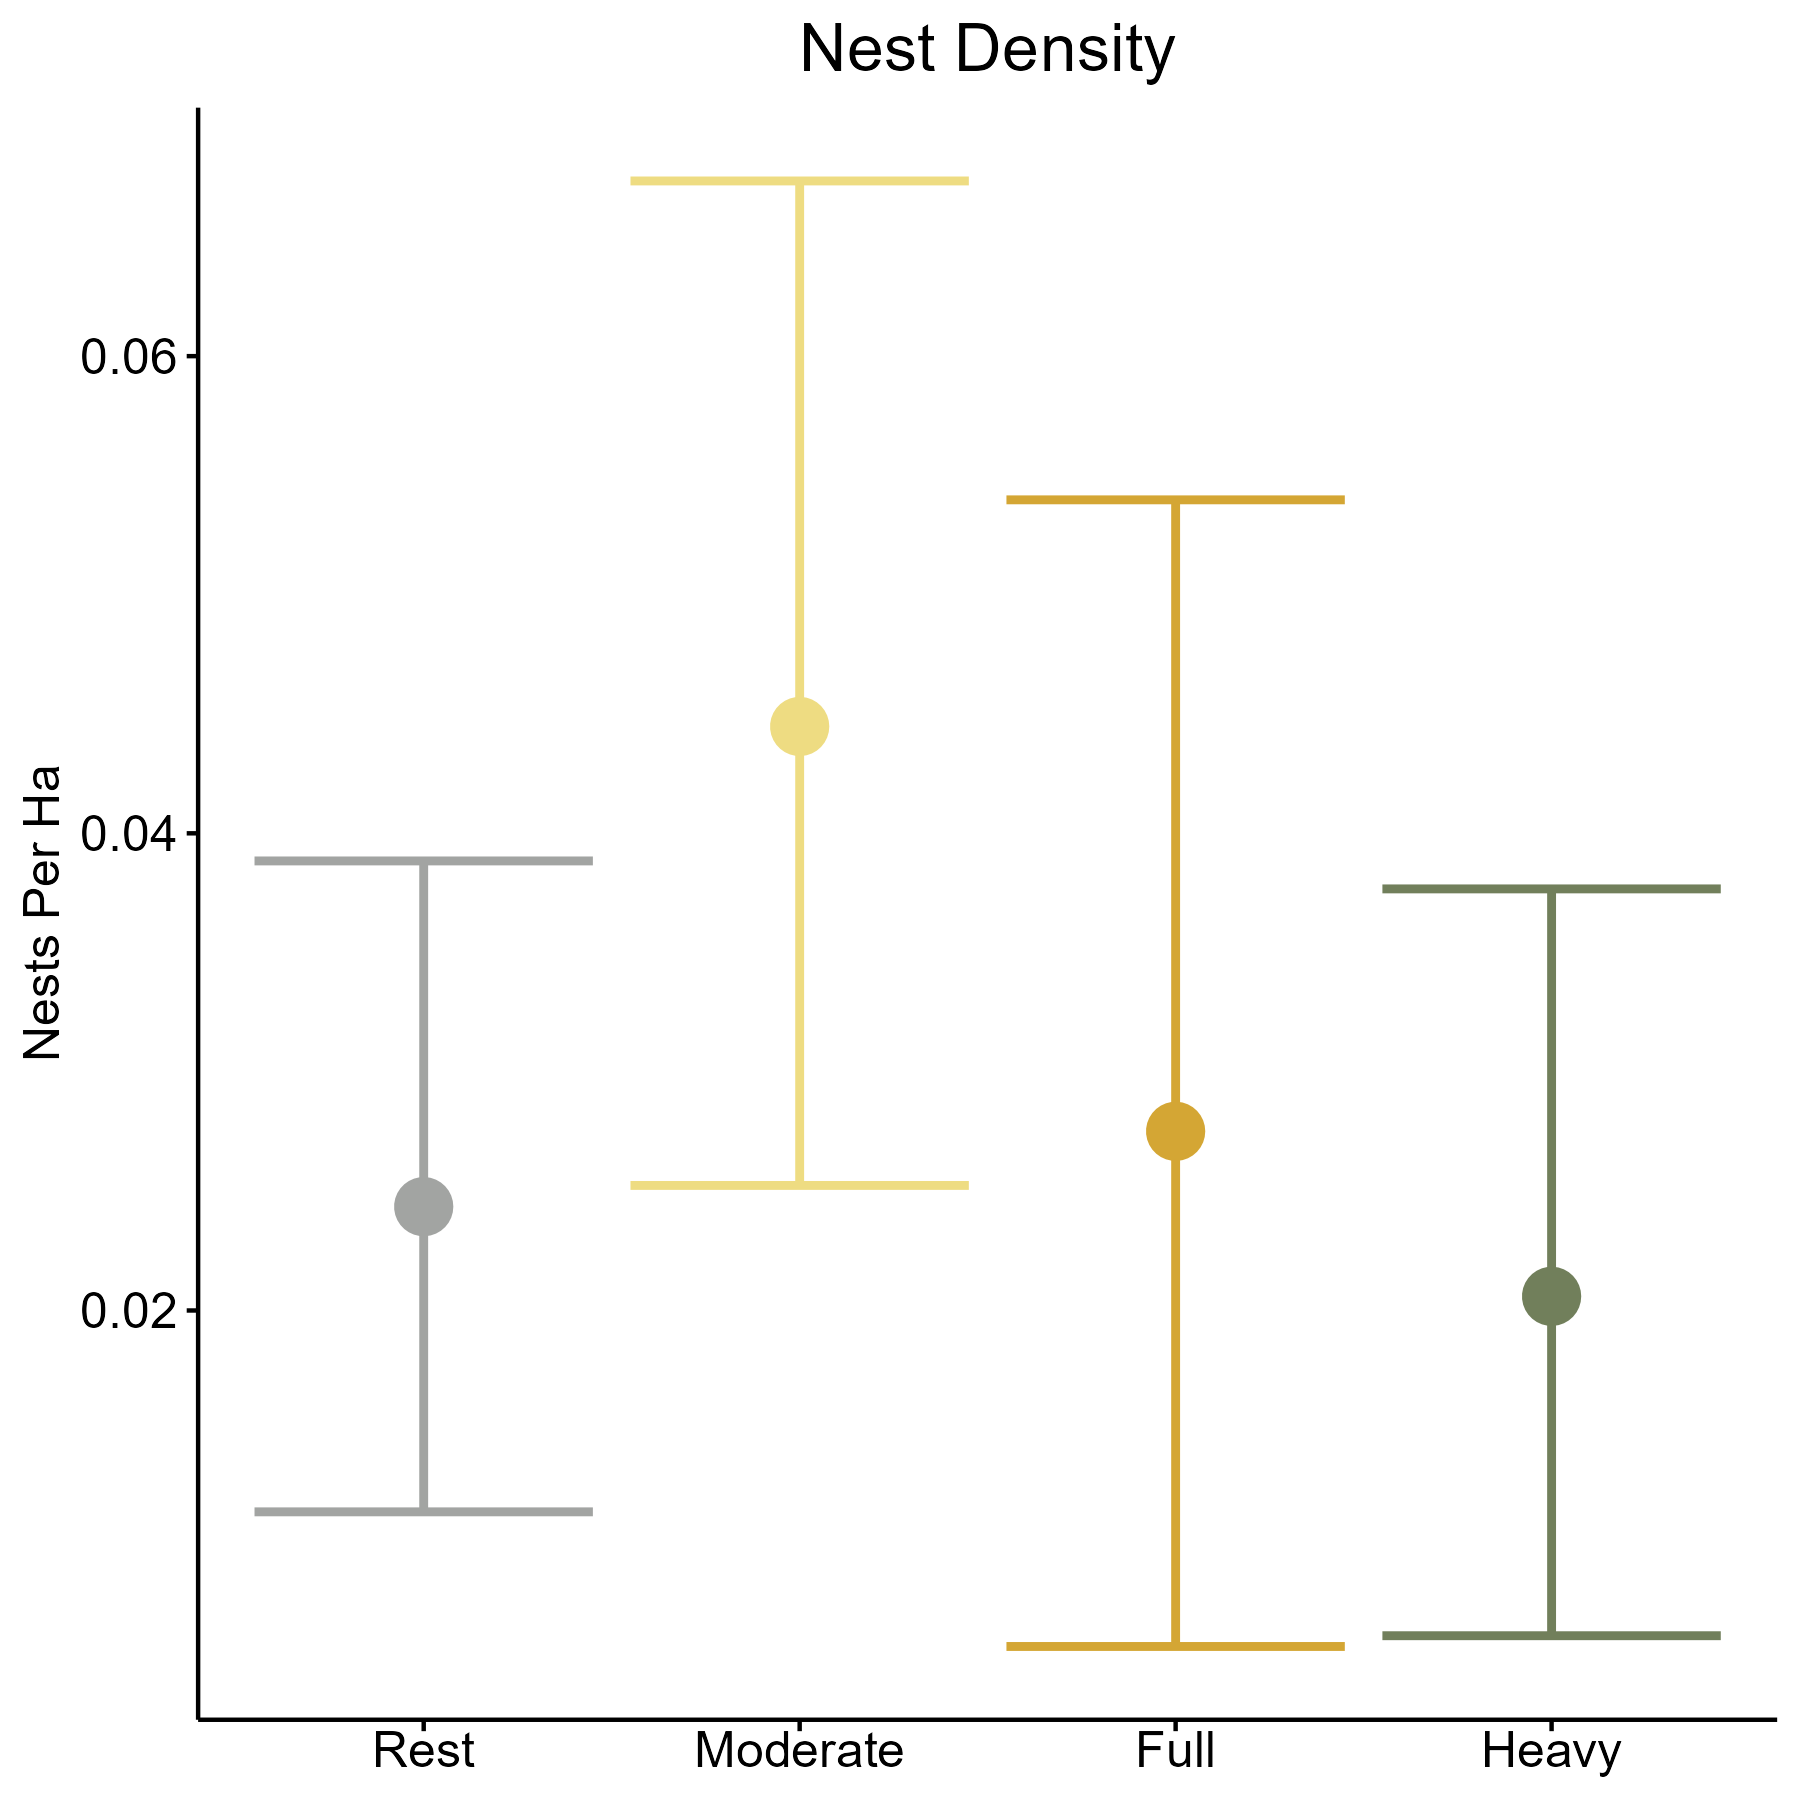 Nest Density
Nests Per Ha
0.06
0.04
0.02
Rest
Moderate
Full
Heavy